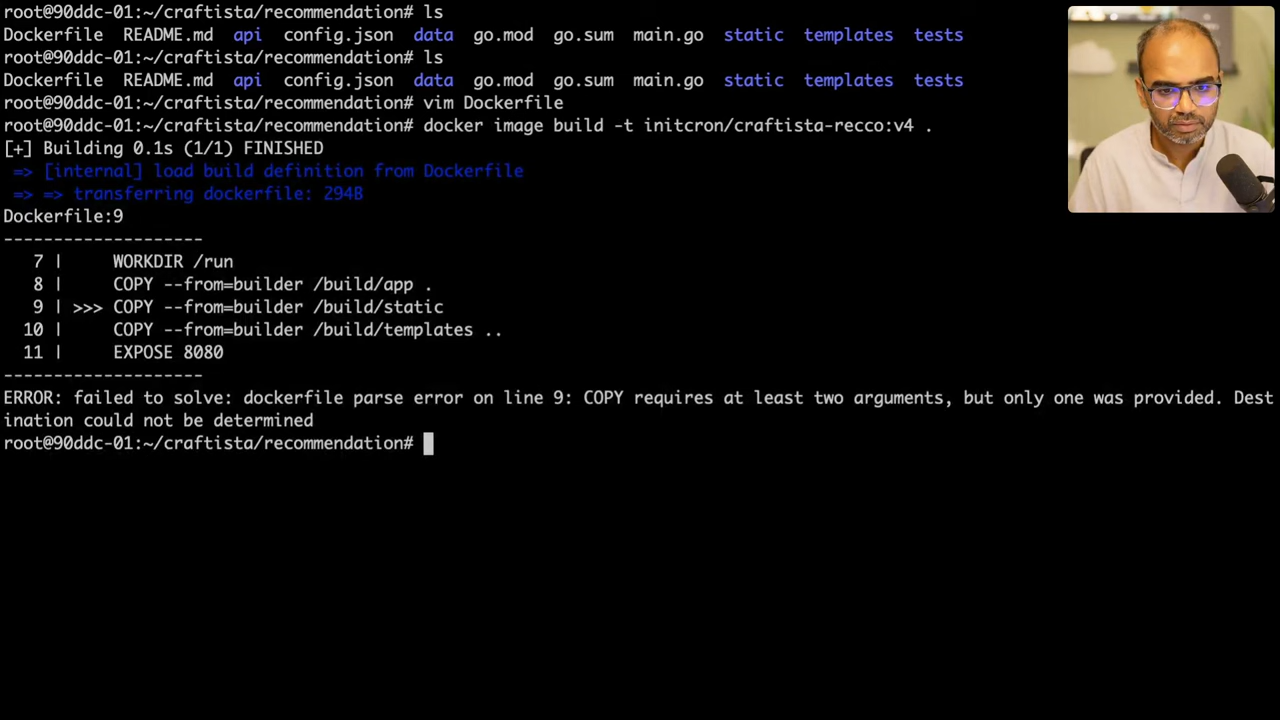 root@90ddc-01:~/craftista/recommendation# ls
Dockerfile README.md api config.json data go.mod go.sum main.go static templates tests
root@90ddc-01:~/craftista/recommendation# ls
Dockerfile README.md api config.json data go.mod go.sum main.go static templates tests
root@90ddc-01:~/craftista/recommendation# vim Dockerfile
root@90ddc-01:~/craftista/recommendation# docker image build -t initcron/craftista-recco:v4 .
[+] Building 0.1s (1/1) FINISHED
=> [internal] load build definition from Dockerfile
=> => transferring dockerfile: 294B
Dockerfile:9
--------------------
7 | WORKDIR /run
8 | COPY --from=builder /build/app .
9 | >>> COPY --from=builder /build/static
10 | COPY --from=builder /build/templates ..
11 | EXPOSE 8080
--------------------
ERROR: failed to solve: dockerfile parse error on line 9: COPY requires at least two arguments, but only one was provided. Dest
ination could not be determined
root@90ddc-01:~/craftista/recommendation#